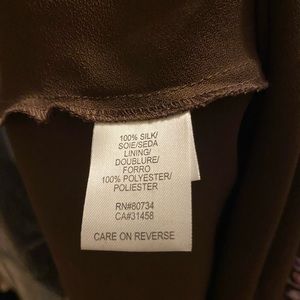 100% SILK/
SOIE/SEDA
LINING/
DOUBLURE/
FORRO
100% POLYESTER/
POLIESTER
RN#80734
CA#31458
CARE ON REVERSE